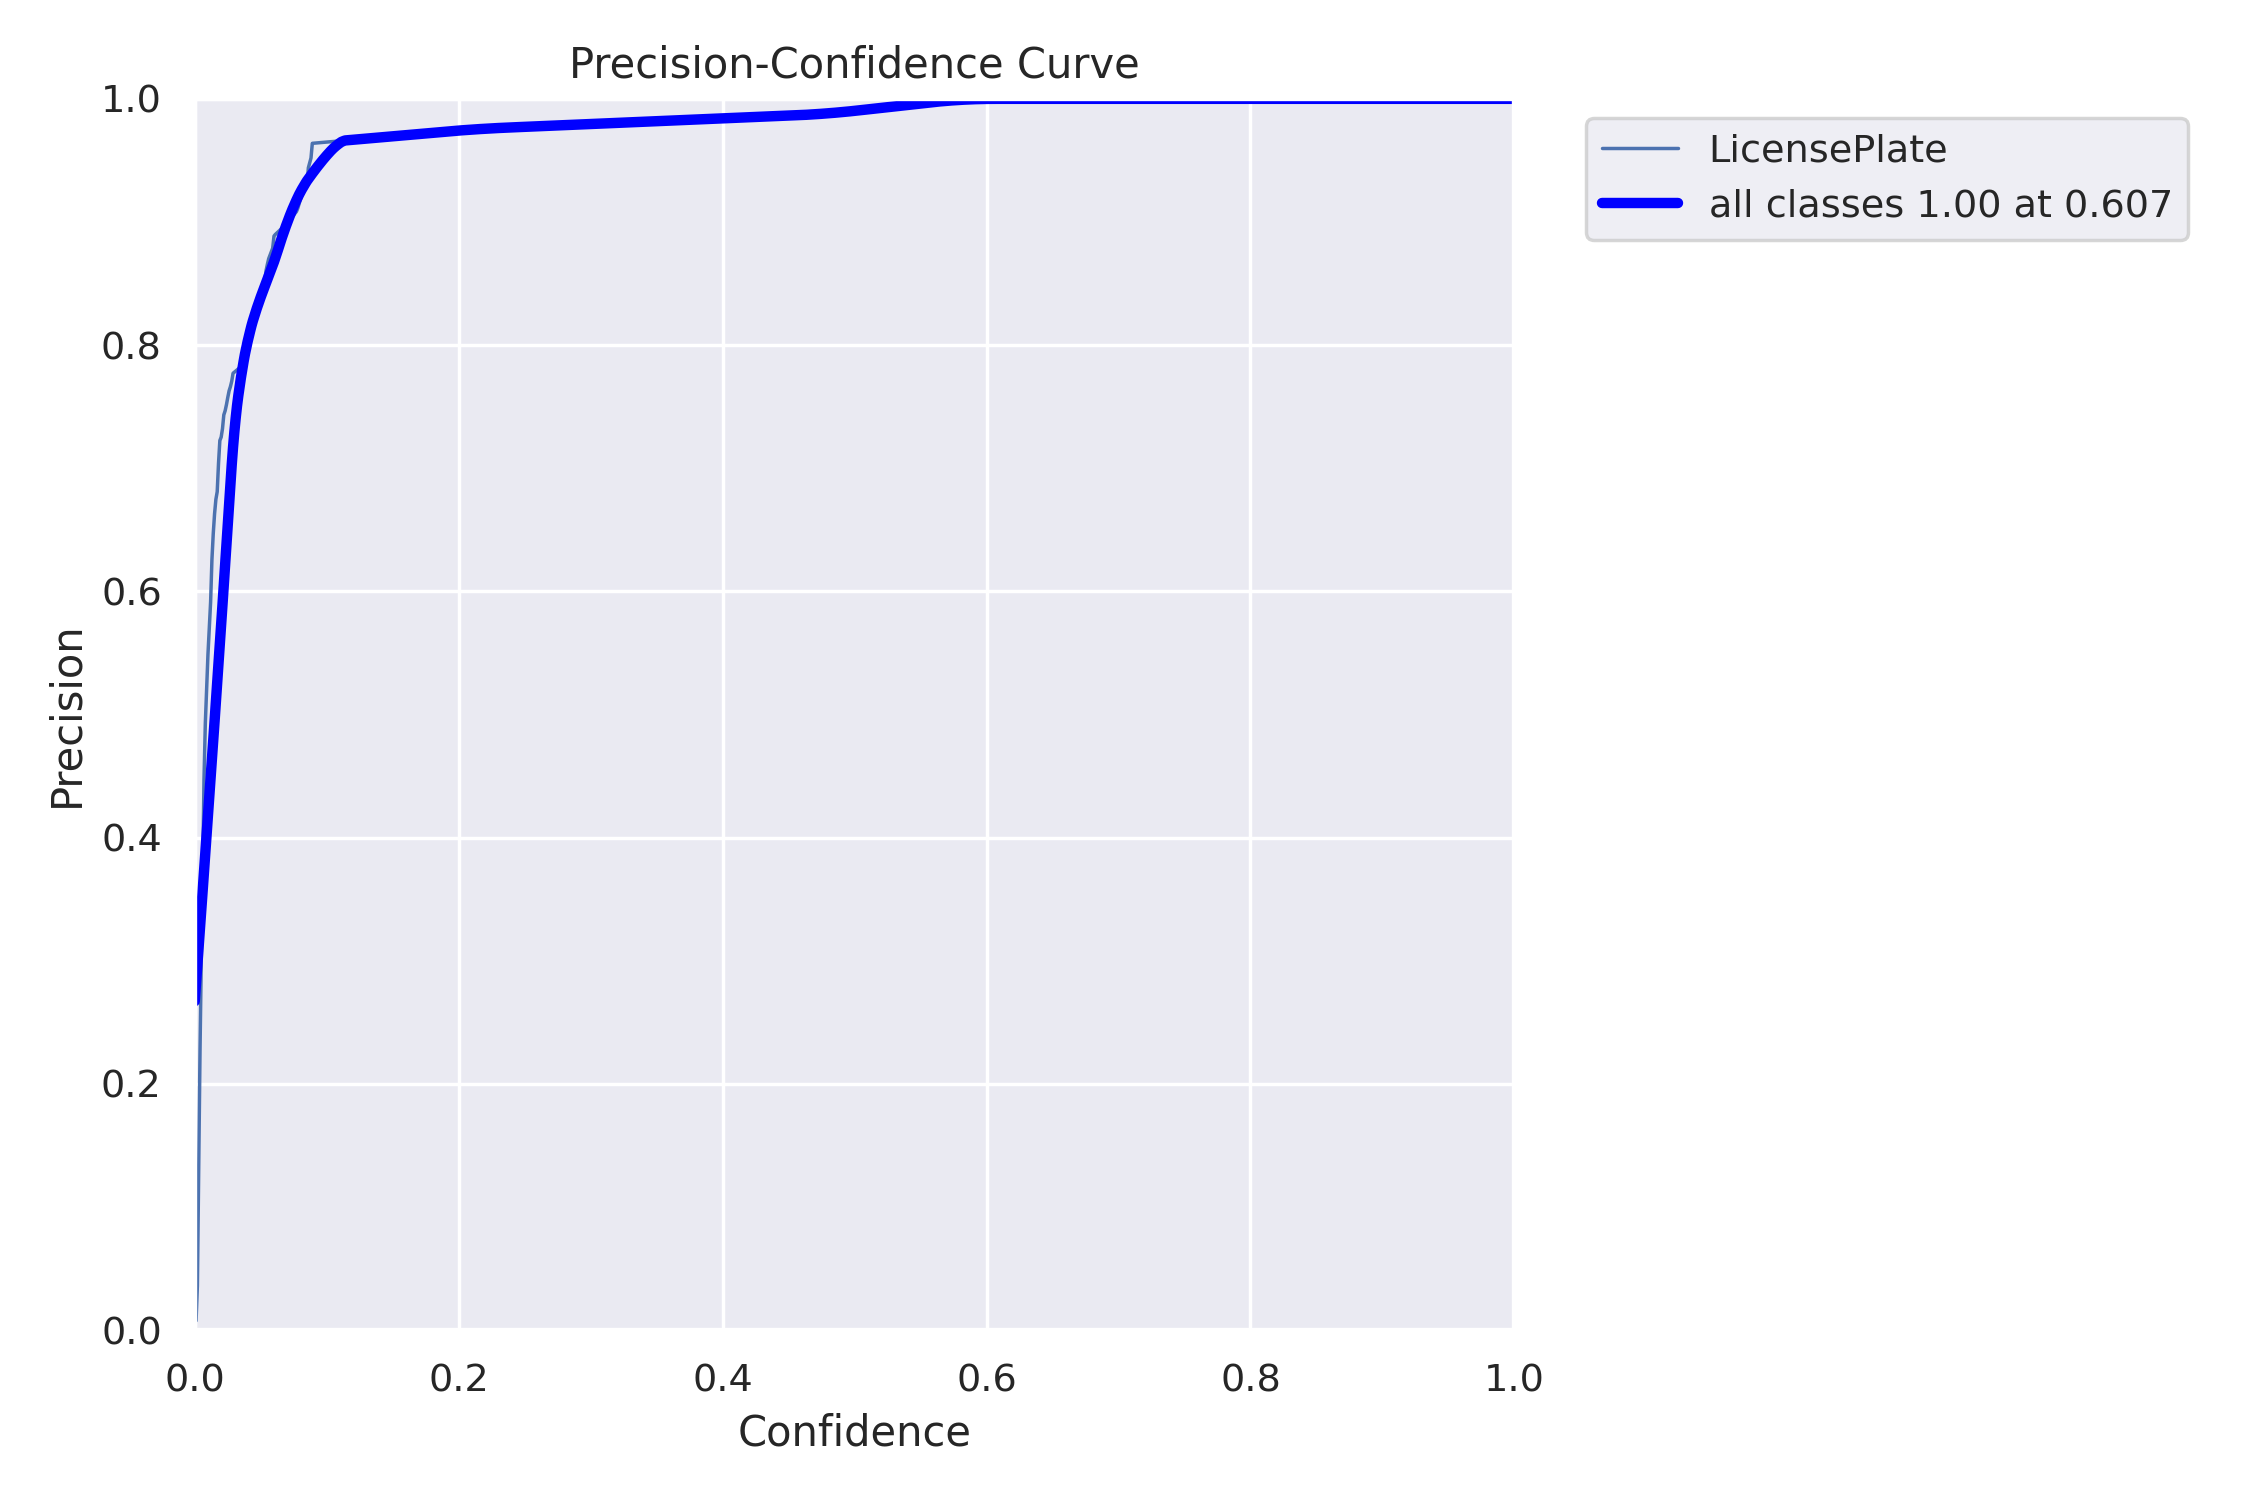 Precision-Confidence Curve
1.0
0.8
0.6
0.4
0.2
0.0
Precision
0.0 0.2 0.4 0.6 0.8 1.0
Confidence
LicensePlate
all classes 1.00 at 0.607